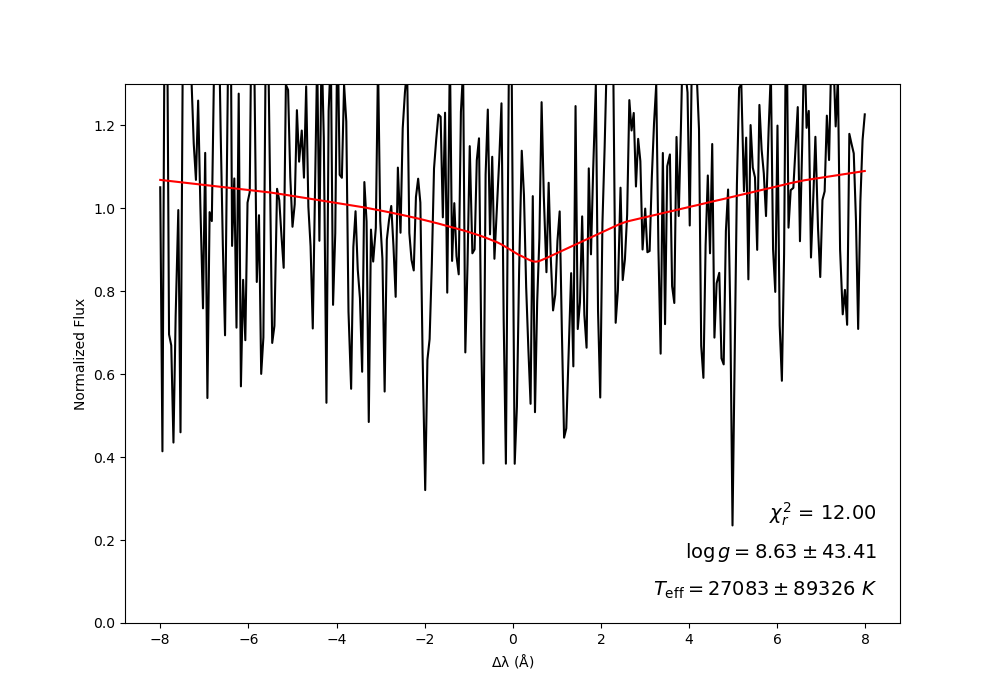 1.2
1.0
0.8
0.6
0.4
0.2
0.0
Normalized Flux
χ²ᵣ = 12.00
log g = 8.63 ± 43.41
T_eff = 27083 ± 89326 K
−8 −6 −4 −2 0 2 4 6 8
Δλ (Å)